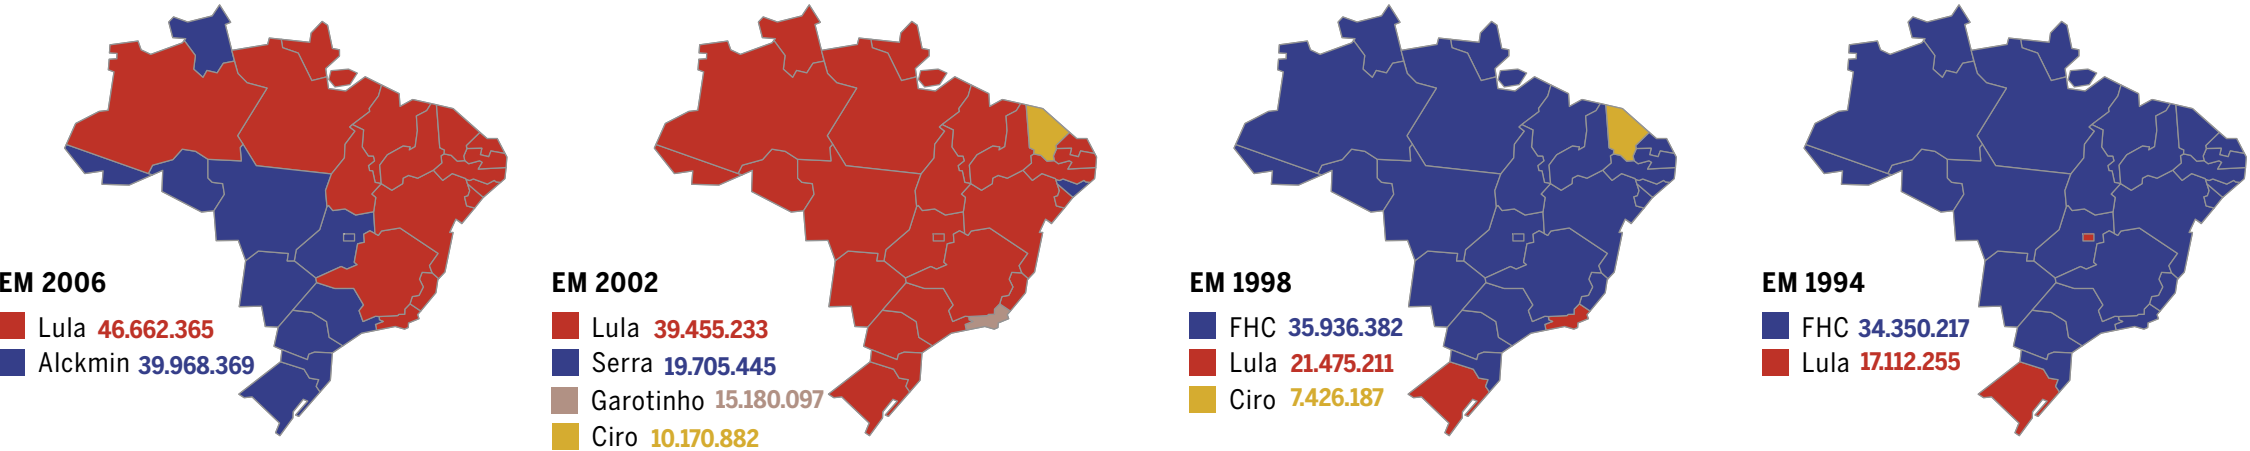 EM 2006
Lula 46.662.365
Alckmin 39.968.369
EM 2002
Lula 39.455.233
Serra 19.705.445
Garotinho 15.180.097
Ciro 10.170.882
EM 1998
FHC 35.936.382
Lula 21.475.211
Ciro 7.426.187
EM 1994
FHC 34.350.217
Lula 17.112.255